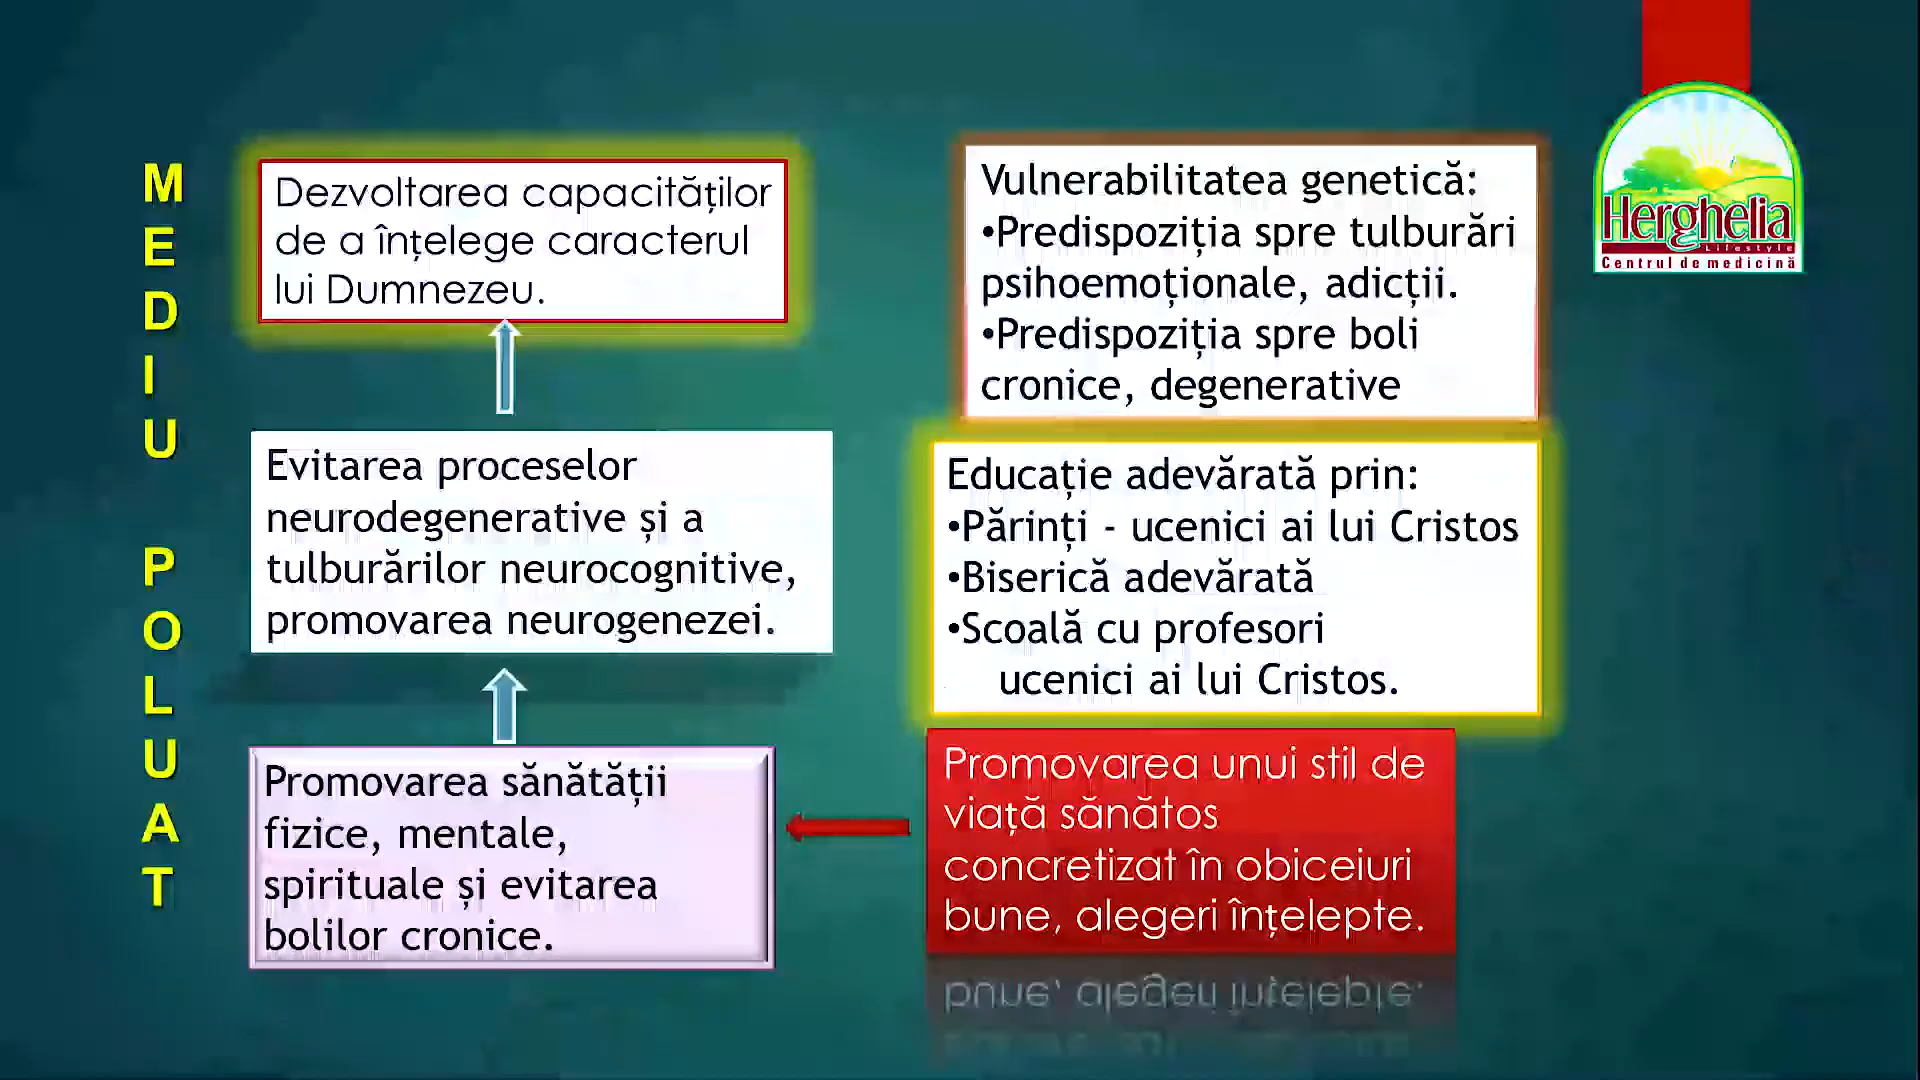 MEDIU POLUAT
Dezvoltarea capacităților
de a înțelege caracterul
lui Dumnezeu.
Evitarea proceselor
neurodegenerative și a
tulburărilor neurocognitive,
promovarea neurogenezei.
Promovarea sănătății
fizice, mentale,
spirituale și evitarea
bolilor cronice.
Vulnerabilitatea genetică:
•Predispoziția spre tulburări
psihoemoționale, adicții.
•Predispoziția spre boli
cronice, degenerative
Educație adevărată prin:
•Părinți - ucenici ai lui Cristos
•Biserică adevărată
•Scoală cu profesori
ucenici ai lui Cristos.
Promovarea unui stil de
viață sănătos
concretizat în obiceiuri
bune, alegeri înțelepte.
Herghelia
Lifestyle
Centrul de medicină